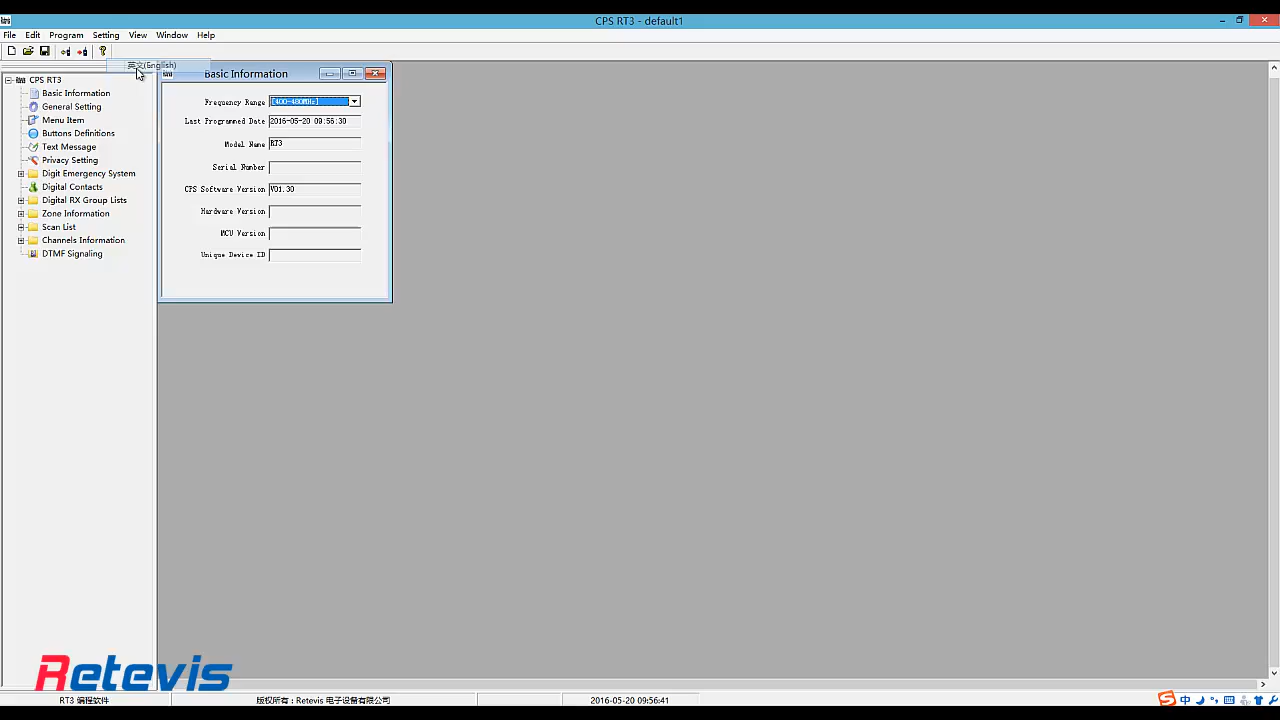 CPS RT3 - default1
File Edit Program Setting View Window Help
英文(English)
CPS RT3
Basic Information
General Setting
Menu Item
Buttons Definitions
Text Message
Privacy Setting
Digit Emergency System
Digital Contacts
Digital RX Group Lists
Zone Information
Scan List
Channels Information
DTMF Signaling
Basic Information
Frequency Range [400-480MHz]
Last Programmed Date 2016-05-20 09:56:30
Model Name RT3
Serial Number
CPS Software Version V01.30
Hardware Version
MCU Version
Unique Device ID
Retevis
RT3 编程软件 版权所有 : Retevis 电子设备有限公司 2016-05-20 09:56:41
中